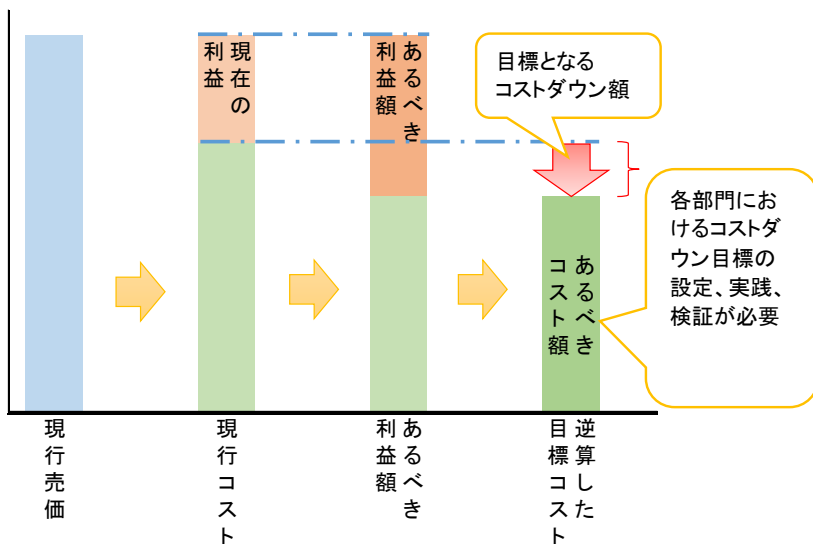 現在の
利益
あるべき
利益額
目標となる
コストダウン額
各部門にお
けるコストダ
ウン目標の
設定、実践、
検証が必要
あるべき
コスト額
現行売価
現行コスト
あるべき
利益額
逆算した
目標コスト